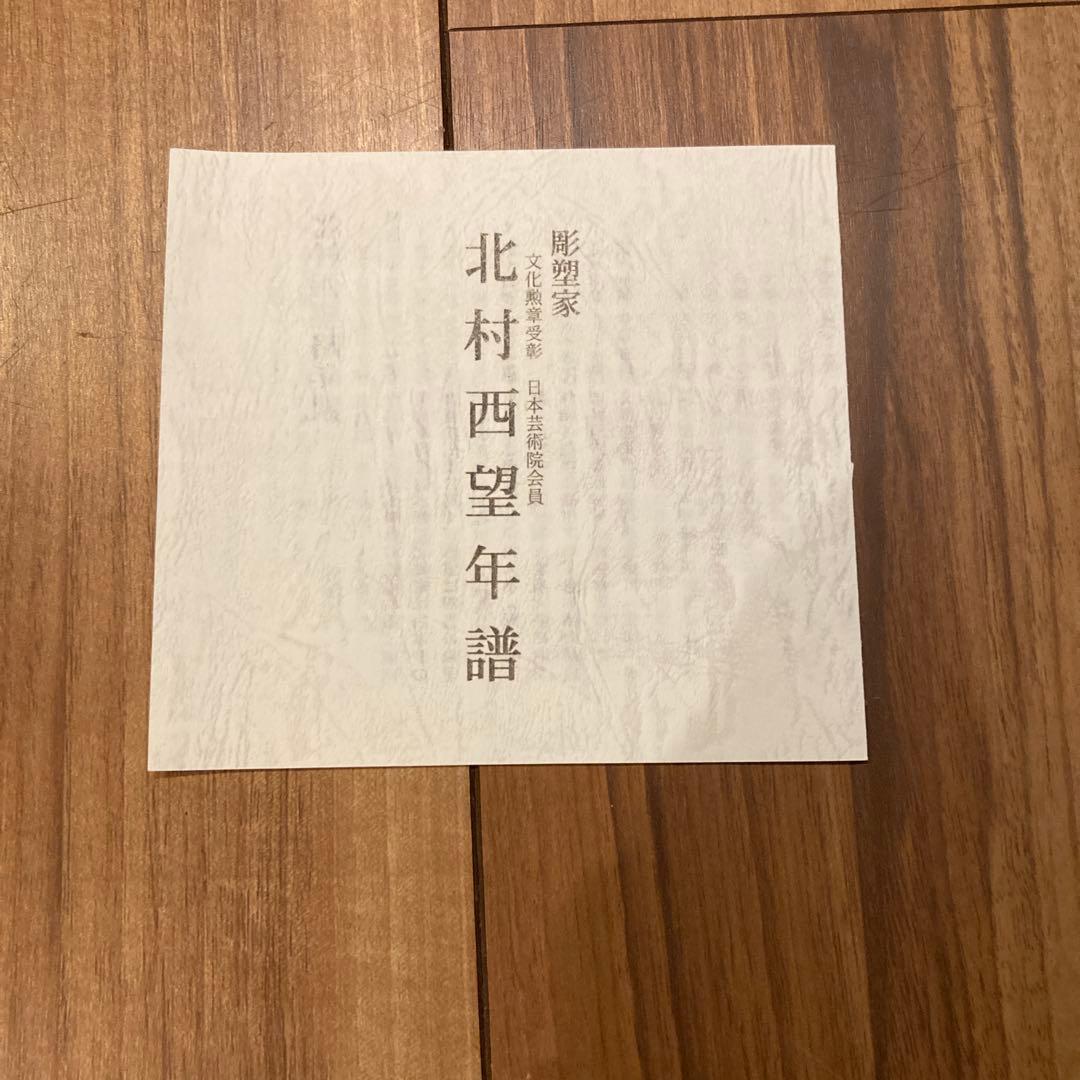 彫塑家
文化勲章受彰 日本芸術院会員
北村西望年譜